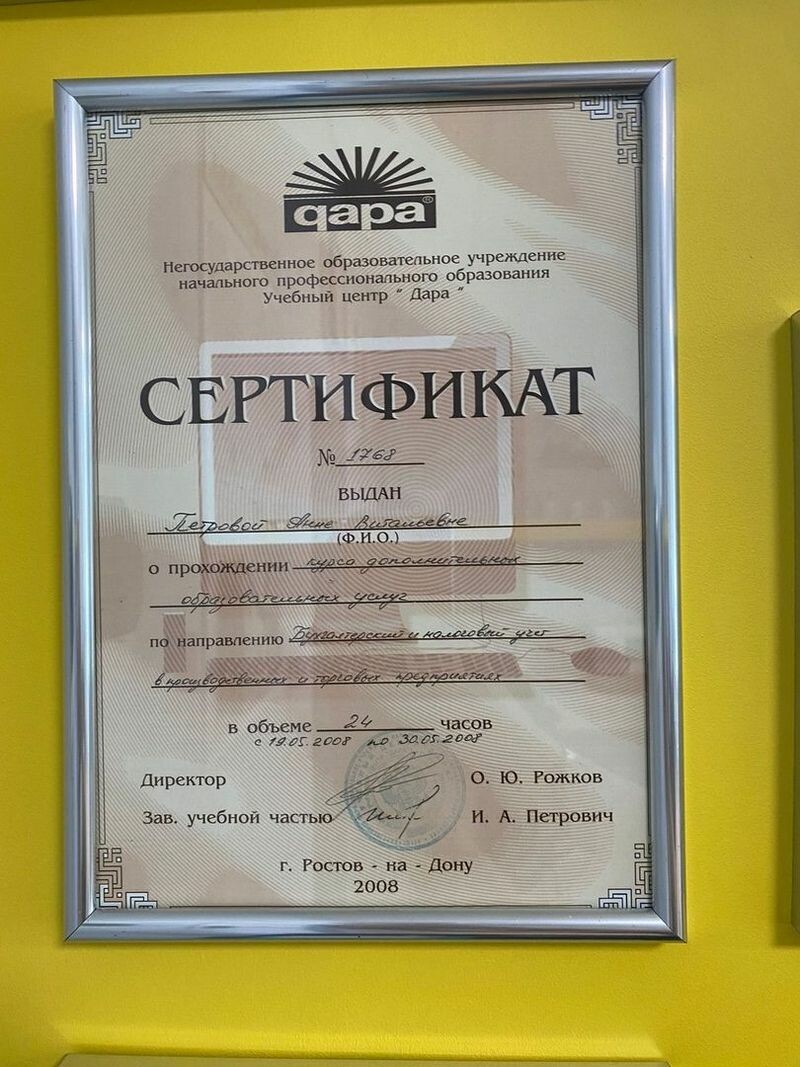 дара®
Негосударственное образовательное учреждение
начального профессионального образования
Учебный центр " Дара "
СЕРТИФИКАТ
№ 1768
ВЫДАН
Петровой Анне Витальевне
(Ф.И.О.)
о прохождении курса дополнительных
образовательных услуг
по направлению Бухгалтерский и налоговый учет
в производственных и торговых предприятиях
в объеме 24 часов
с 19.05.2008 по 30.05.2008
Директор О. Ю. Рожков
Зав. учебной частью И. А. Петрович
г. Ростов - на - Дону
2008